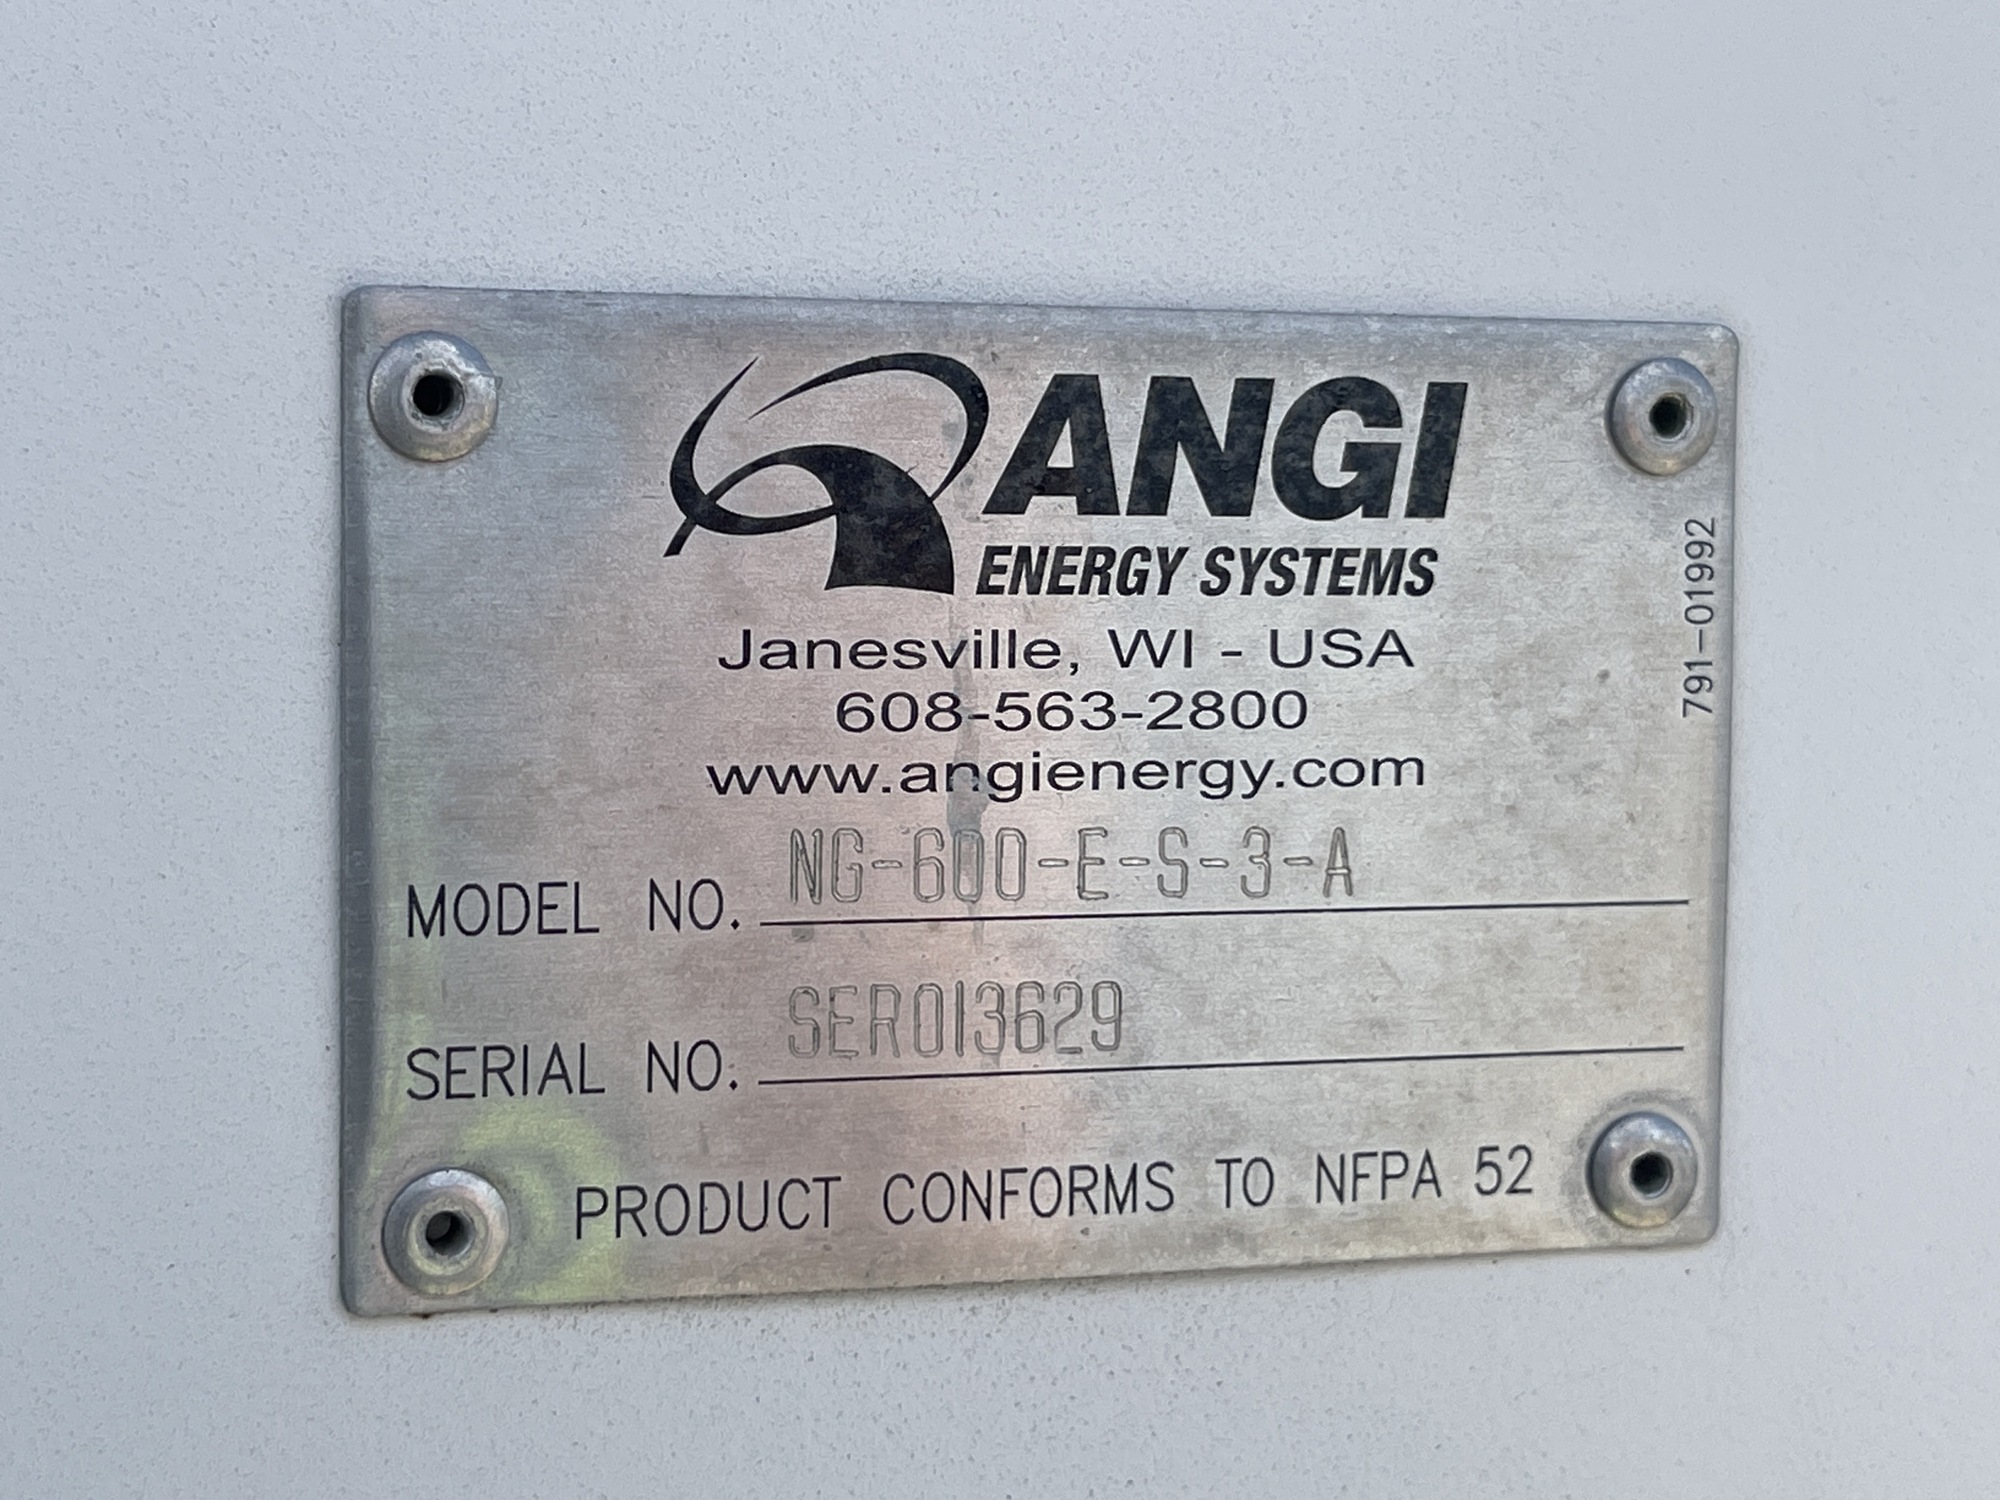 ANGI
ENERGY SYSTEMS
Janesville, WI - USA
608-563-2800
www.angienergy.com
MODEL NO. NG-600-E-S-3-A
SERIAL NO. SER013629
PRODUCT CONFORMS TO NFPA 52
791-01992